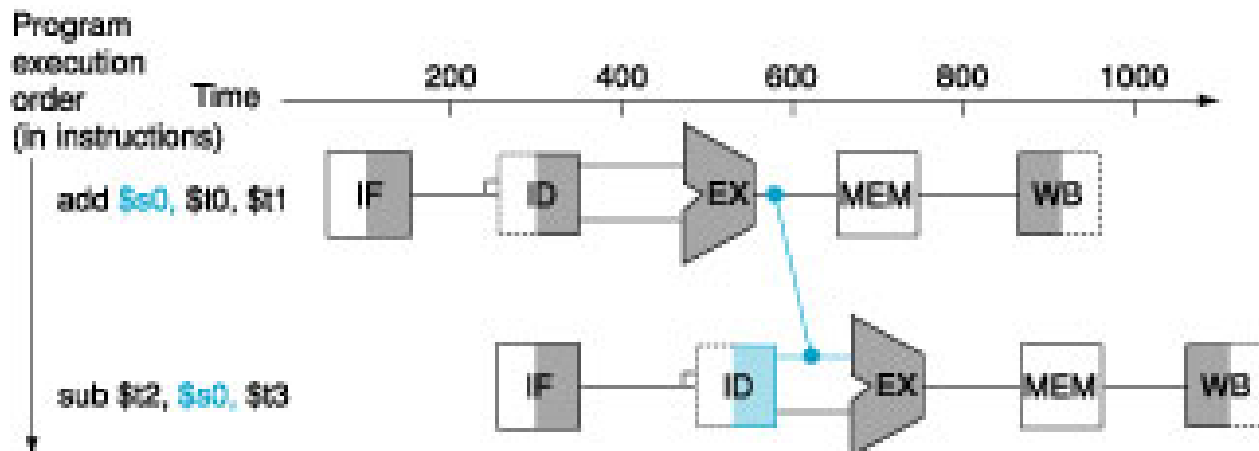 Program
execution
order
(in instructions)
Time
200 400 600 800 1000
add $s0, $t0, $t1
IF ID EX MEM WB
sub $t2, $s0, $t3
IF ID EX MEM WB